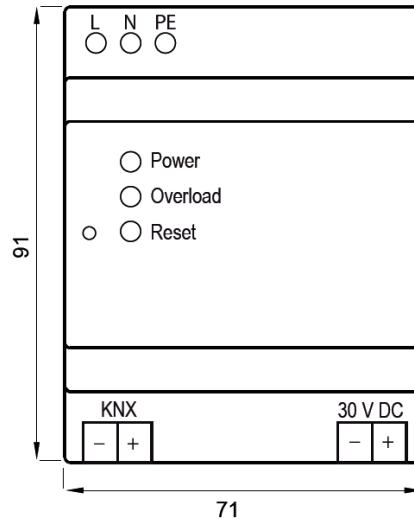 L N PE
Power
Overload
Reset
91
KNX 30 V DC
− + − +
71